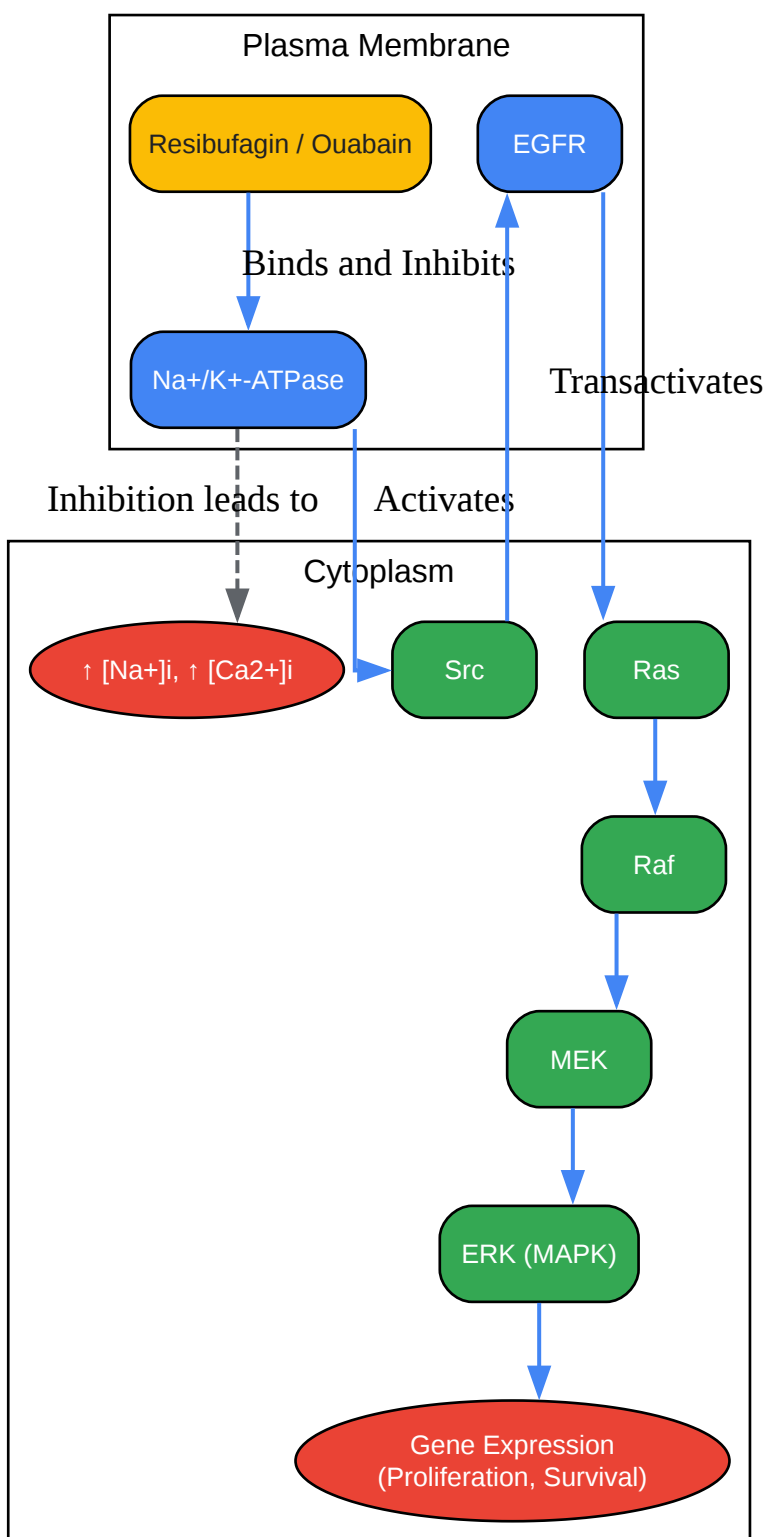 Plasma Membrane
Resibufagin / Ouabain
EGFR
Binds and Inhibits
Na+/K+-ATPase
Transactivates
Inhibition leads to
Activates
Cytoplasm
↑ [Na+]i, ↑ [Ca2+]i
Src
Ras
Raf
MEK
ERK (MAPK)
Gene Expression
(Proliferation, Survival)